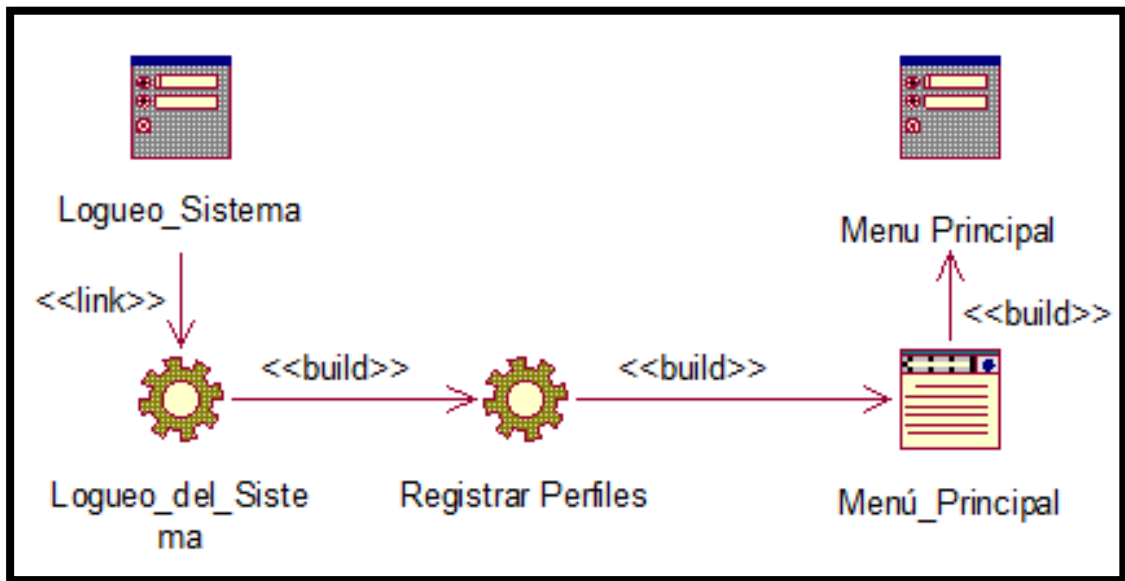 Logueo_Sistema
Menu Principal
<<link>>
<<build>>
<<build>>
<<build>>
Logueo_del_Siste
ma
Registrar Perfiles
Menú_Principal